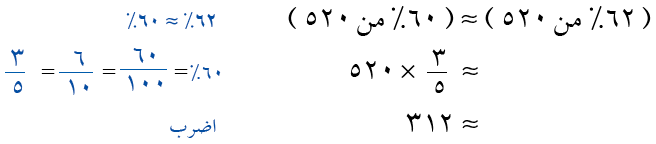 ( ٦٢٪ من ٥٢٠ ) ≈ ( ٦٠٪ من ٥٢٠ ) ٦٢٪ ≈ ٦٠٪
≈ ٣/٥ × ٥٢٠ ٦٠٪ = ٦٠/١٠٠ = ٦/١٠ = ٣/٥
≈ ٣١٢ اضرب